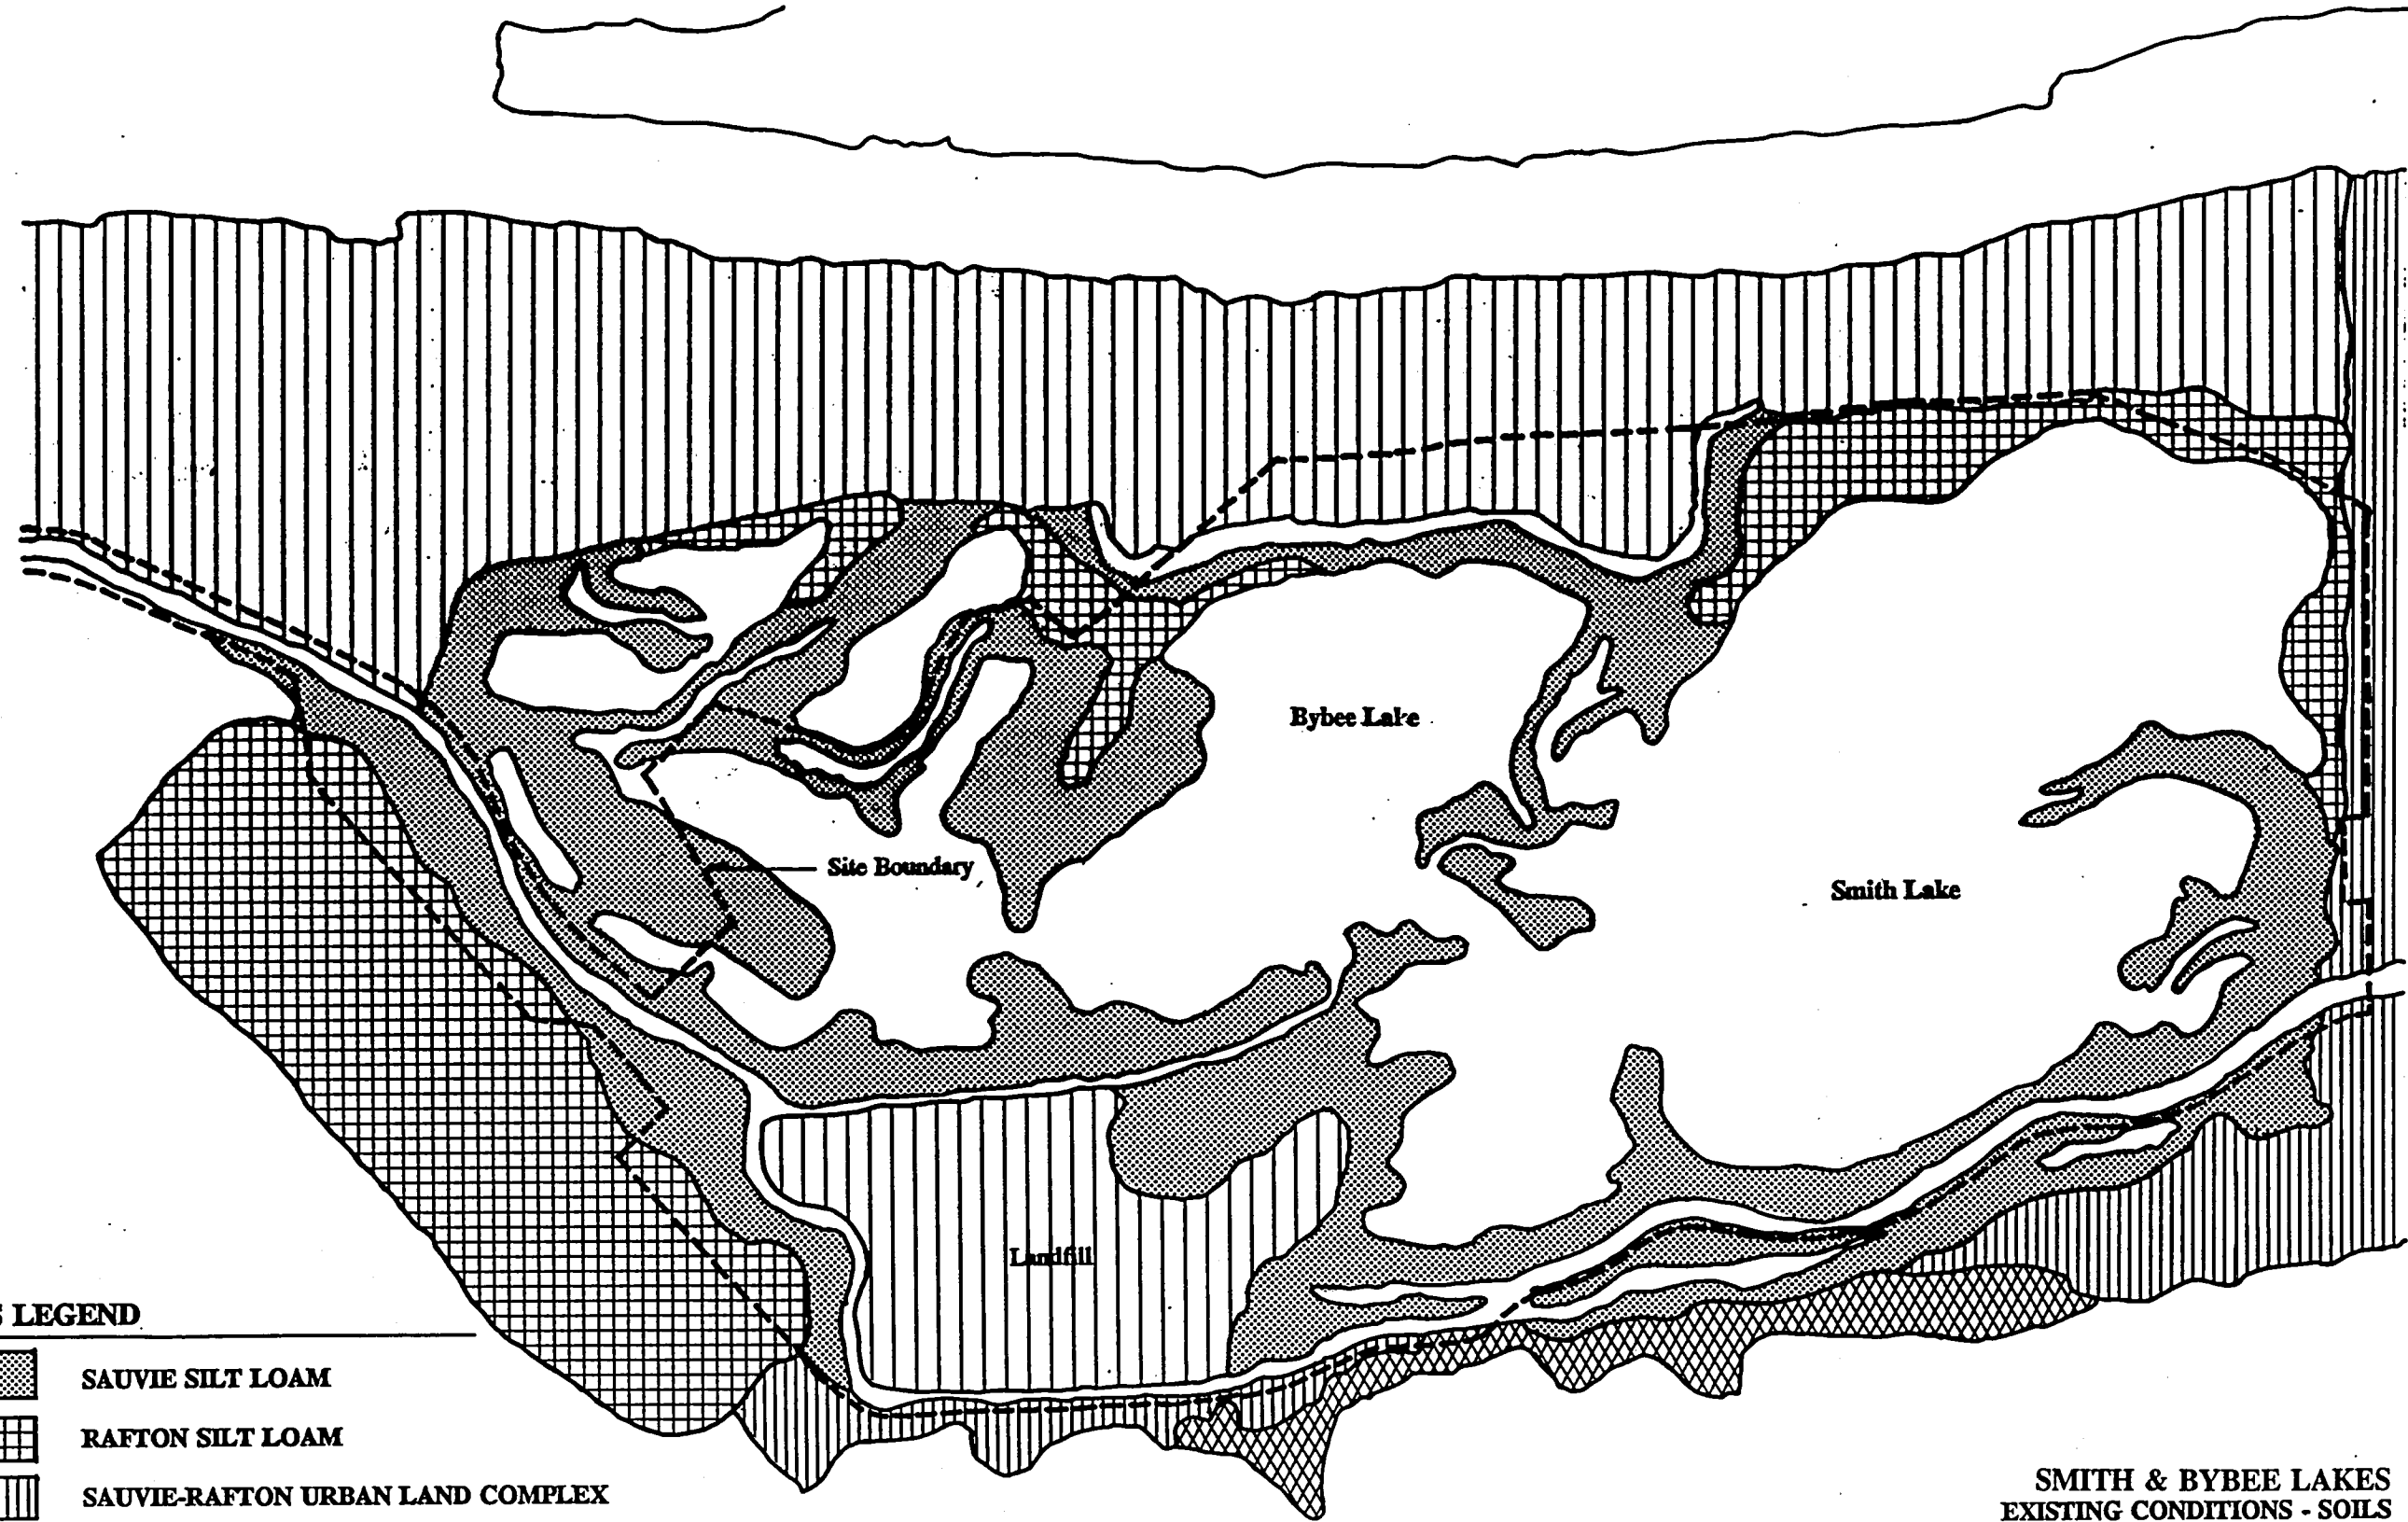 Bybee Lake
Site Boundary
Smith Lake
Landfill
LEGEND
SAUVIE SILT LOAM
RAFTON SILT LOAM
SAUVIE-RAFTON URBAN LAND COMPLEX
SMITH & BYBEE LAKES
EXISTING CONDITIONS - SOILS